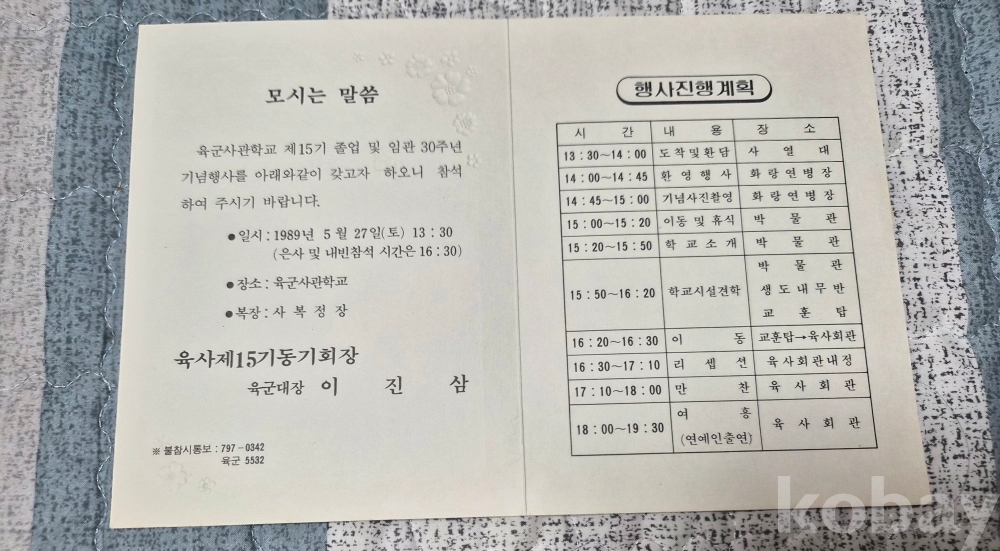 모시는 말씀
육군사관학교 제15기 졸업 및 임관 30주년
기념행사를 아래와같이 갖고자 하오니 참석
하여 주시기 바랍니다.
●일시 : 1989년 5 월 27일(토) 13 : 30
(은사 및 내빈참석 시간은 16 : 30)
●장소 : 육군사관학교
●복장 : 사 복 정 장
육사제15기동기회장
육군대장 이 진 삼
※ 불참시통보 : 797-0342
육군 5532
행사진행계획
시 간 내 용 장 소
13 : 30~14 : 00 도착및환담 사 열 대
14 : 00~14 : 45 환 영 행 사 화 랑 연 병 장
14 : 45~15 : 00 기념사진촬영 화 랑 연 병 장
15 : 00~15 : 20 이동 및 휴식 박 물 관
15 : 20~15 : 50 학 교 소 개 박 물 관
15 : 50~16 : 20 학교시설견학 박 물 관
생 도 내 무 반
교 훈 탑
16 : 20~16 : 30 이 동 교훈탑→육사회관
16 : 30~17 : 10 리 셉 션 육 사 회 관 내 정
17 : 10~18 : 00 만 찬 육 사 회 관
18 : 00~19 : 30 여 흥 육 사 회 관
(연예인출연)
kobay